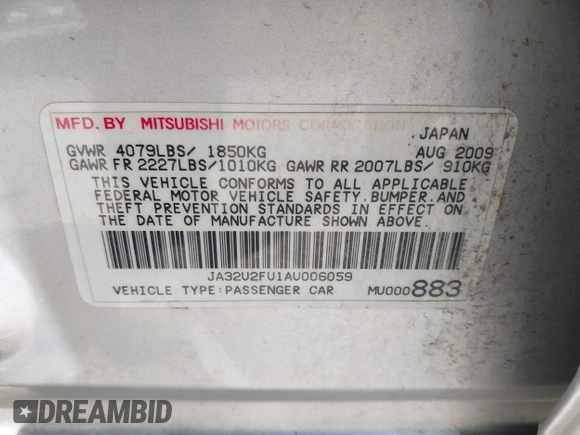 MFD.BY MITSUBISHI MOTORS CORPORATION
JAPAN
GVWR 4079LBS/ 1850KG AUG 2009
GAWR FR 2227LBS/1010KG GAWR RR 2007LBS/ 910KG
THIS VEHICLE CONFORMS TO ALL APPLICABLE
FEDERAL MOTOR VEHICLE SAFETY,BUMPER,AND
THEFT PREVENTION STANDARDS IN EFFECT ON
THE DATE OF MANUFACTURE SHOWN ABOVE.
JA32U2FU1AU006059
VEHICLE TYPE:PASSENGER CAR MU000883
DREAMBID